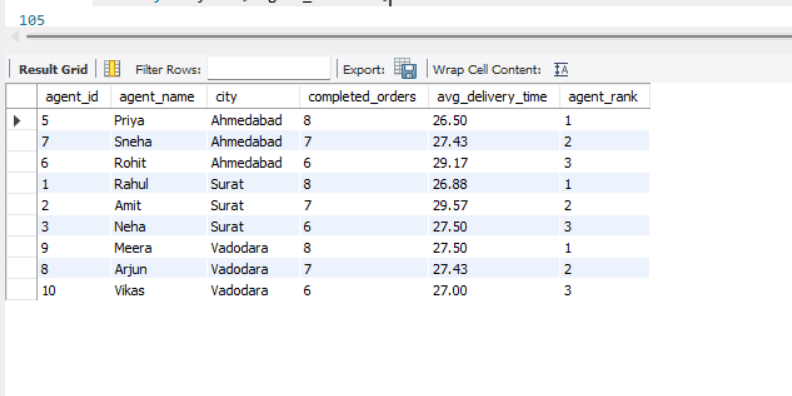 105
Result Grid Filter Rows: Export: Wrap Cell Content: IA
agent_id agent_name city completed_orders avg_delivery_time agent_rank
5 Priya Ahmedabad 8 26.50 1
7 Sneha Ahmedabad 7 27.43 2
6 Rohit Ahmedabad 6 29.17 3
1 Rahul Surat 8 26.88 1
2 Amit Surat 7 29.57 2
3 Neha Surat 6 27.50 3
9 Meera Vadodara 8 27.50 1
8 Arjun Vadodara 7 27.43 2
10 Vikas Vadodara 6 27.00 3